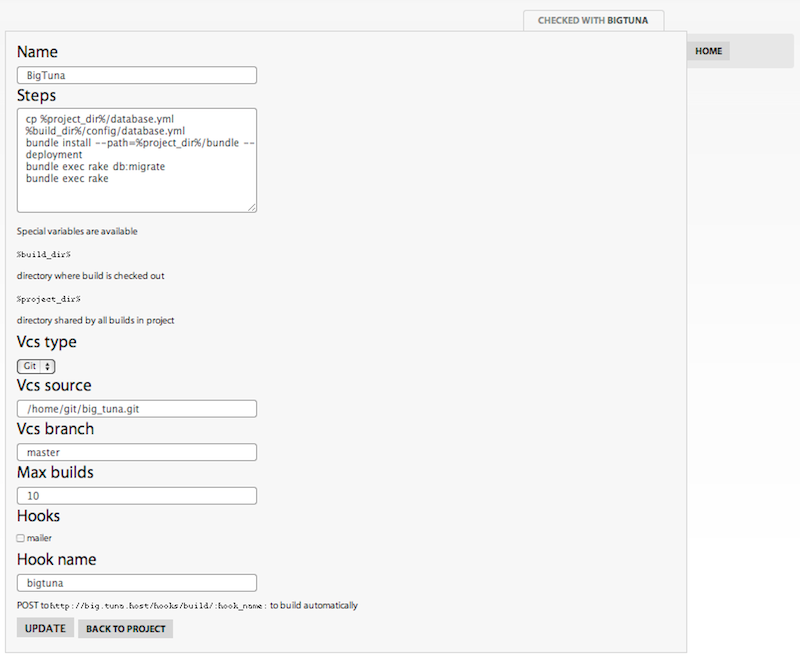 CHECKED WITH BIGTUNA
HOME
Name
BigTuna
Steps
cp %project_dir%/database.yml
%build_dir%/config/database.yml
bundle install --path=%project_dir%/bundle --
deployment
bundle exec rake db:migrate
bundle exec rake
Special variables are available
%build_dir%
directory where build is checked out
%project_dir%
directory shared by all builds in project
Vcs type
Git
Vcs source
/home/git/big_tuna.git
Vcs branch
master
Max builds
10
Hooks
mailer
Hook name
bigtuna
POST to http://big.tuna.host/hooks/build/:hook_name: to build automatically
UPDATE BACK TO PROJECT